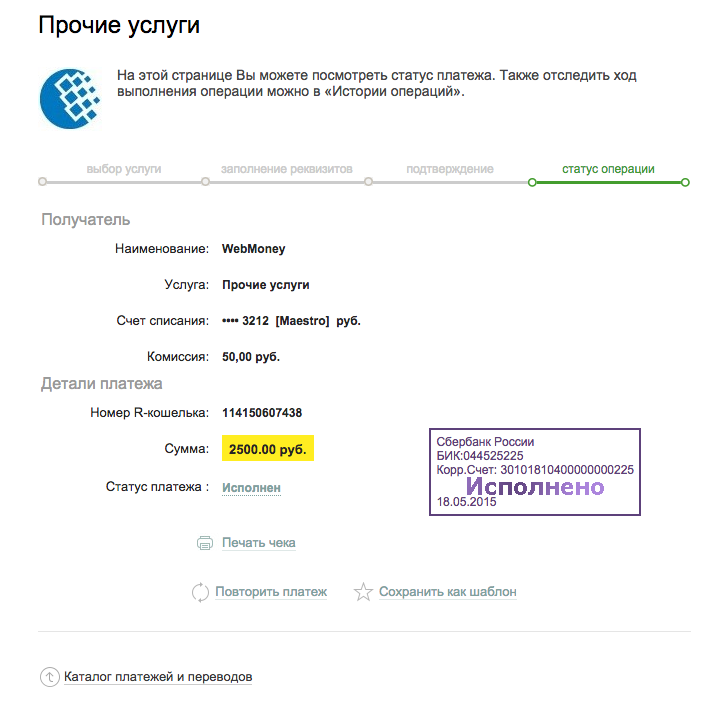 Прочие услуги
На этой странице Вы можете посмотреть статус платежа. Также отследить ход
выполнения операции можно в «Истории операций».
выбор услуги заполнение реквизитов подтверждение статус операции
Получатель
Наименование: WebMoney
Услуга: Прочие услуги
Счет списания: •••• 3212 [Maestro] руб.
Комиссия: 50,00 руб.
Детали платежа
Номер R-кошелька: 114150607438
Сумма: 2500.00 руб.
Статус платежа : Исполнен
Сбербанк России
БИК:044525225
Корр.Счет: 30101810400000000225
Исполнено
18.05.2015
Печать чека
Повторить платеж Сохранить как шаблон
Каталог платежей и переводов